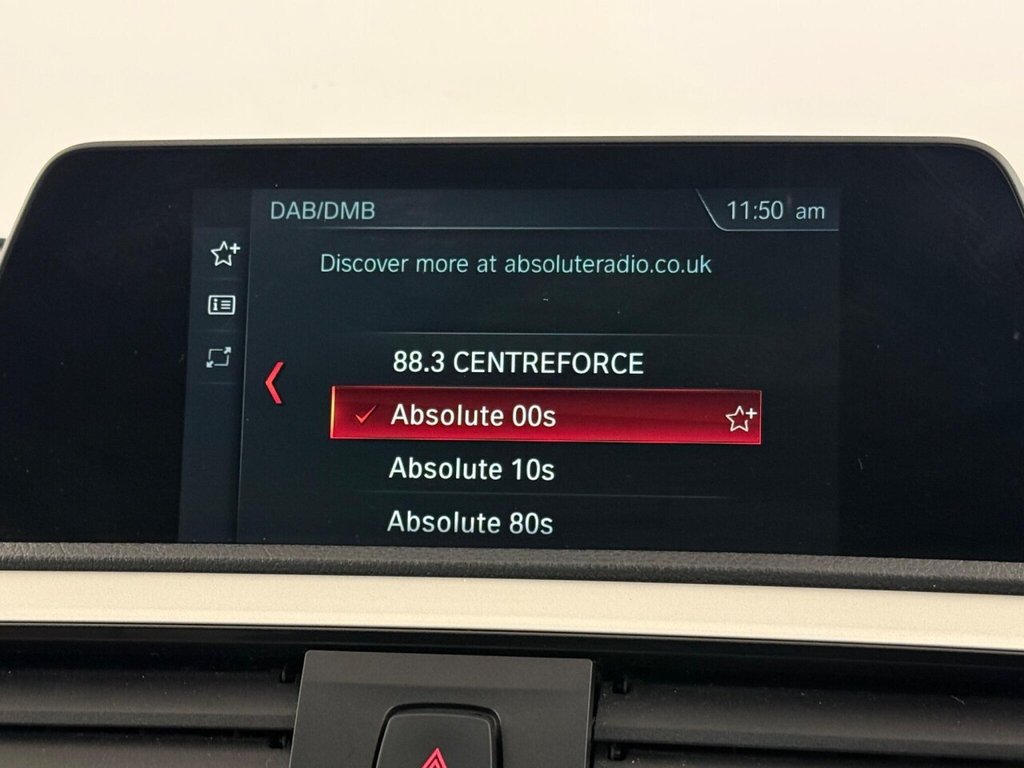 DAB/DMB 11:50 am
Discover more at absoluteradio.co.uk
88.3 CENTREFORCE
Absolute 00s
Absolute 10s
Absolute 80s